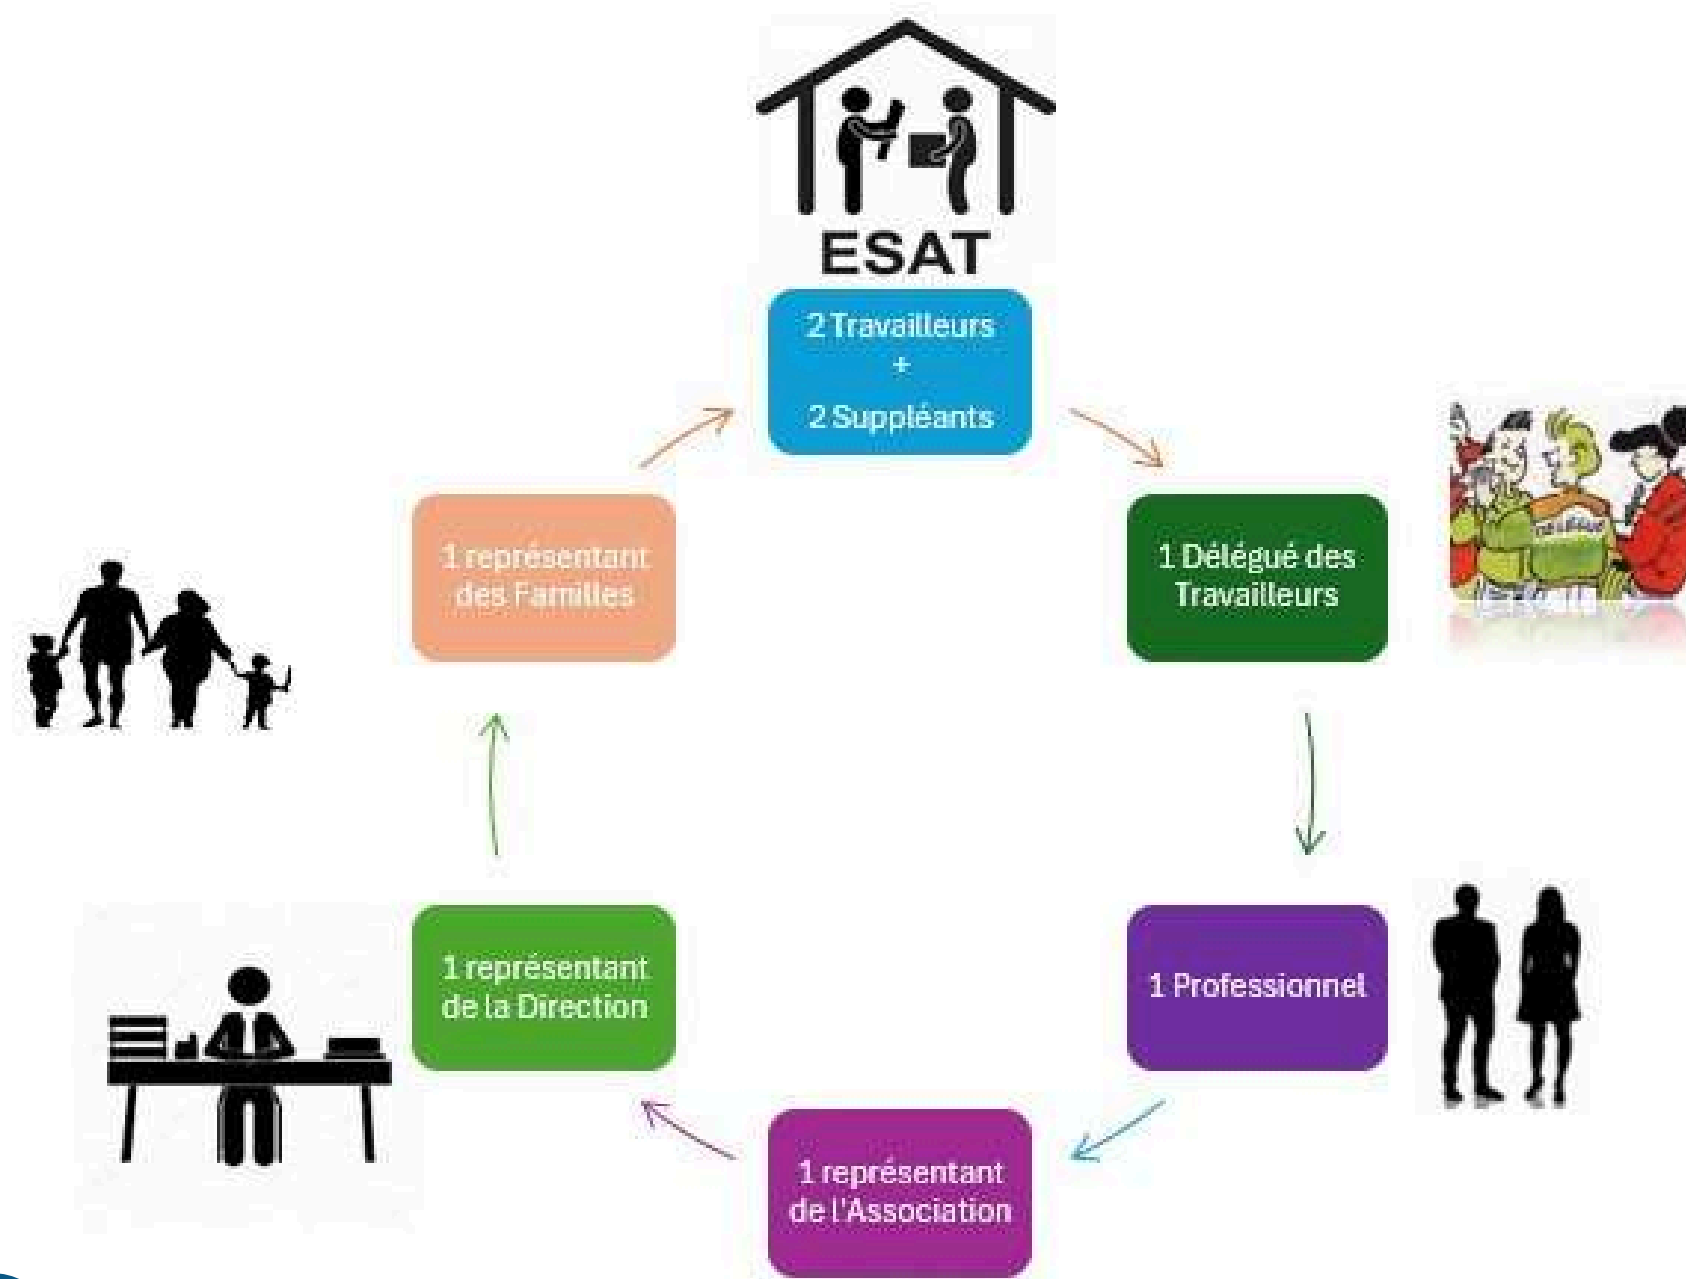 ESAT
2 Travailleurs
+
2 Suppléants
1 représentant
des Familles
1 Délégué des
Travailleurs
DELEGUE
1 représentant
de la Direction
1 Professionnel
1 représentant
de l'Association